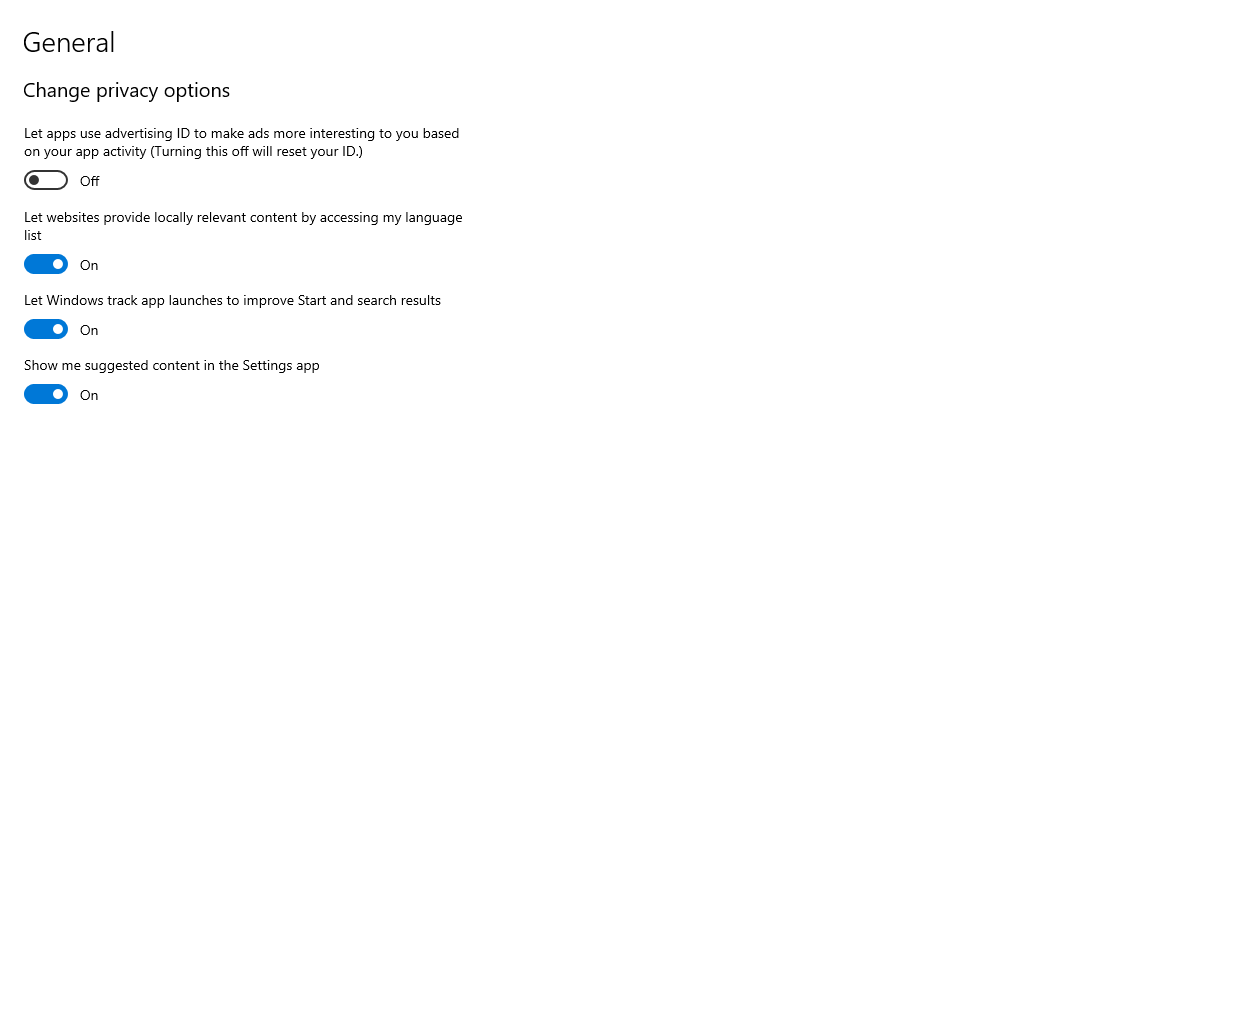 General
Change privacy options
Let apps use advertising ID to make ads more interesting to you based
on your app activity (Turning this off will reset your ID.)
Off
Let websites provide locally relevant content by accessing my language
list
On
Let Windows track app launches to improve Start and search results
On
Show me suggested content in the Settings app
On